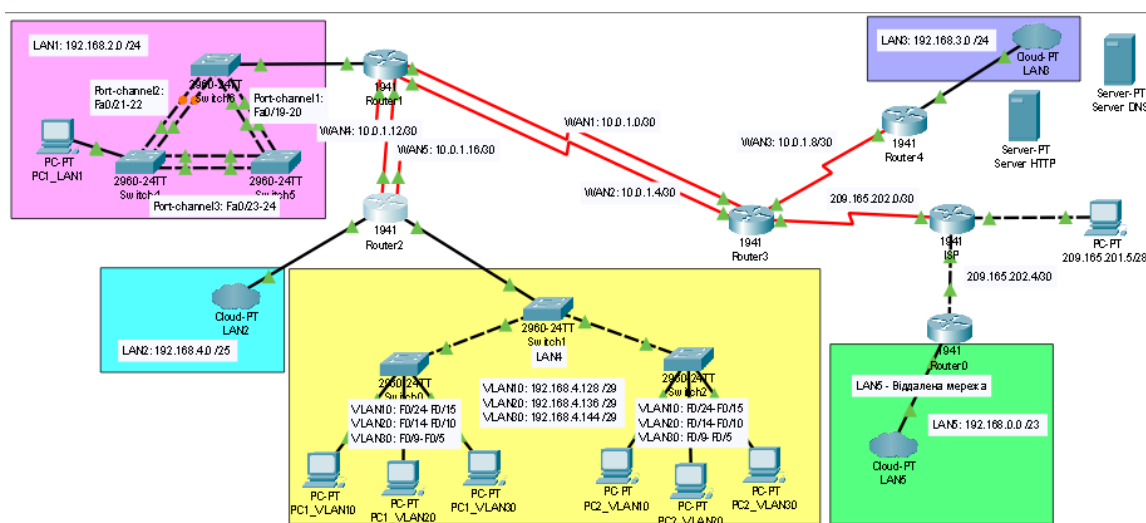 LAN1: 192.168.2.0 /24
2960-24TT
Port-channel2:
Fa0/21-22
Port-channel1:
Fa0/19-20
PC-PT
PC1_LAN1
2960-24TT
2960-24TT
Switch5
Port-channel3: Fa0/23-24
1941
Router1
WAN4: 10.0.1.12/30
WAN5: 10.0.1.16/30
WAN1: 10.0.1.0/30
WAN2: 10.0.1.4/30
WAN3: 10.0.1.8/30
LAN3: 192.168.3.0 /24
Cloud-PT
LAN3
Server-PT
Server DNS
Server-PT
Server HTTP
1941
Router4
209.165.202.0/30
1941
Router3
1941
ISP
PC-PT
209.165.201.5/28
209.165.202.4/30
1941
Router2
Cloud-PT
LAN2
LAN2: 192.168.4.0 /25
2960-24TT
Switch1
LAN4
2960-24TT
Switch0
2960-24TT
Switch2
VLAN10: 192.168.4.128 /29
VLAN20: 192.168.4.136 /29
VLAN30: 192.168.4.144 /29
VLAN10: F0/24-F0/15
VLAN20: F0/14-F0/10
VLAN30: F0/9-F0/5
VLAN10: F0/24-F0/15
VLAN20: F0/14-F0/10
VLAN30: F0/9-F0/5
PC-PT
PC1_VLAN10
PC-PT
PC1_VLAN20
PC-PT
PC1_VLAN30
PC-PT
PC2_VLAN10
PC-PT
PC2_VLAN20
PC-PT
PC2_VLAN30
1941
Router0
LAN5 - Віддалена мережа
LAN5: 192.168.0.0 /23
Cloud-PT
LAN5